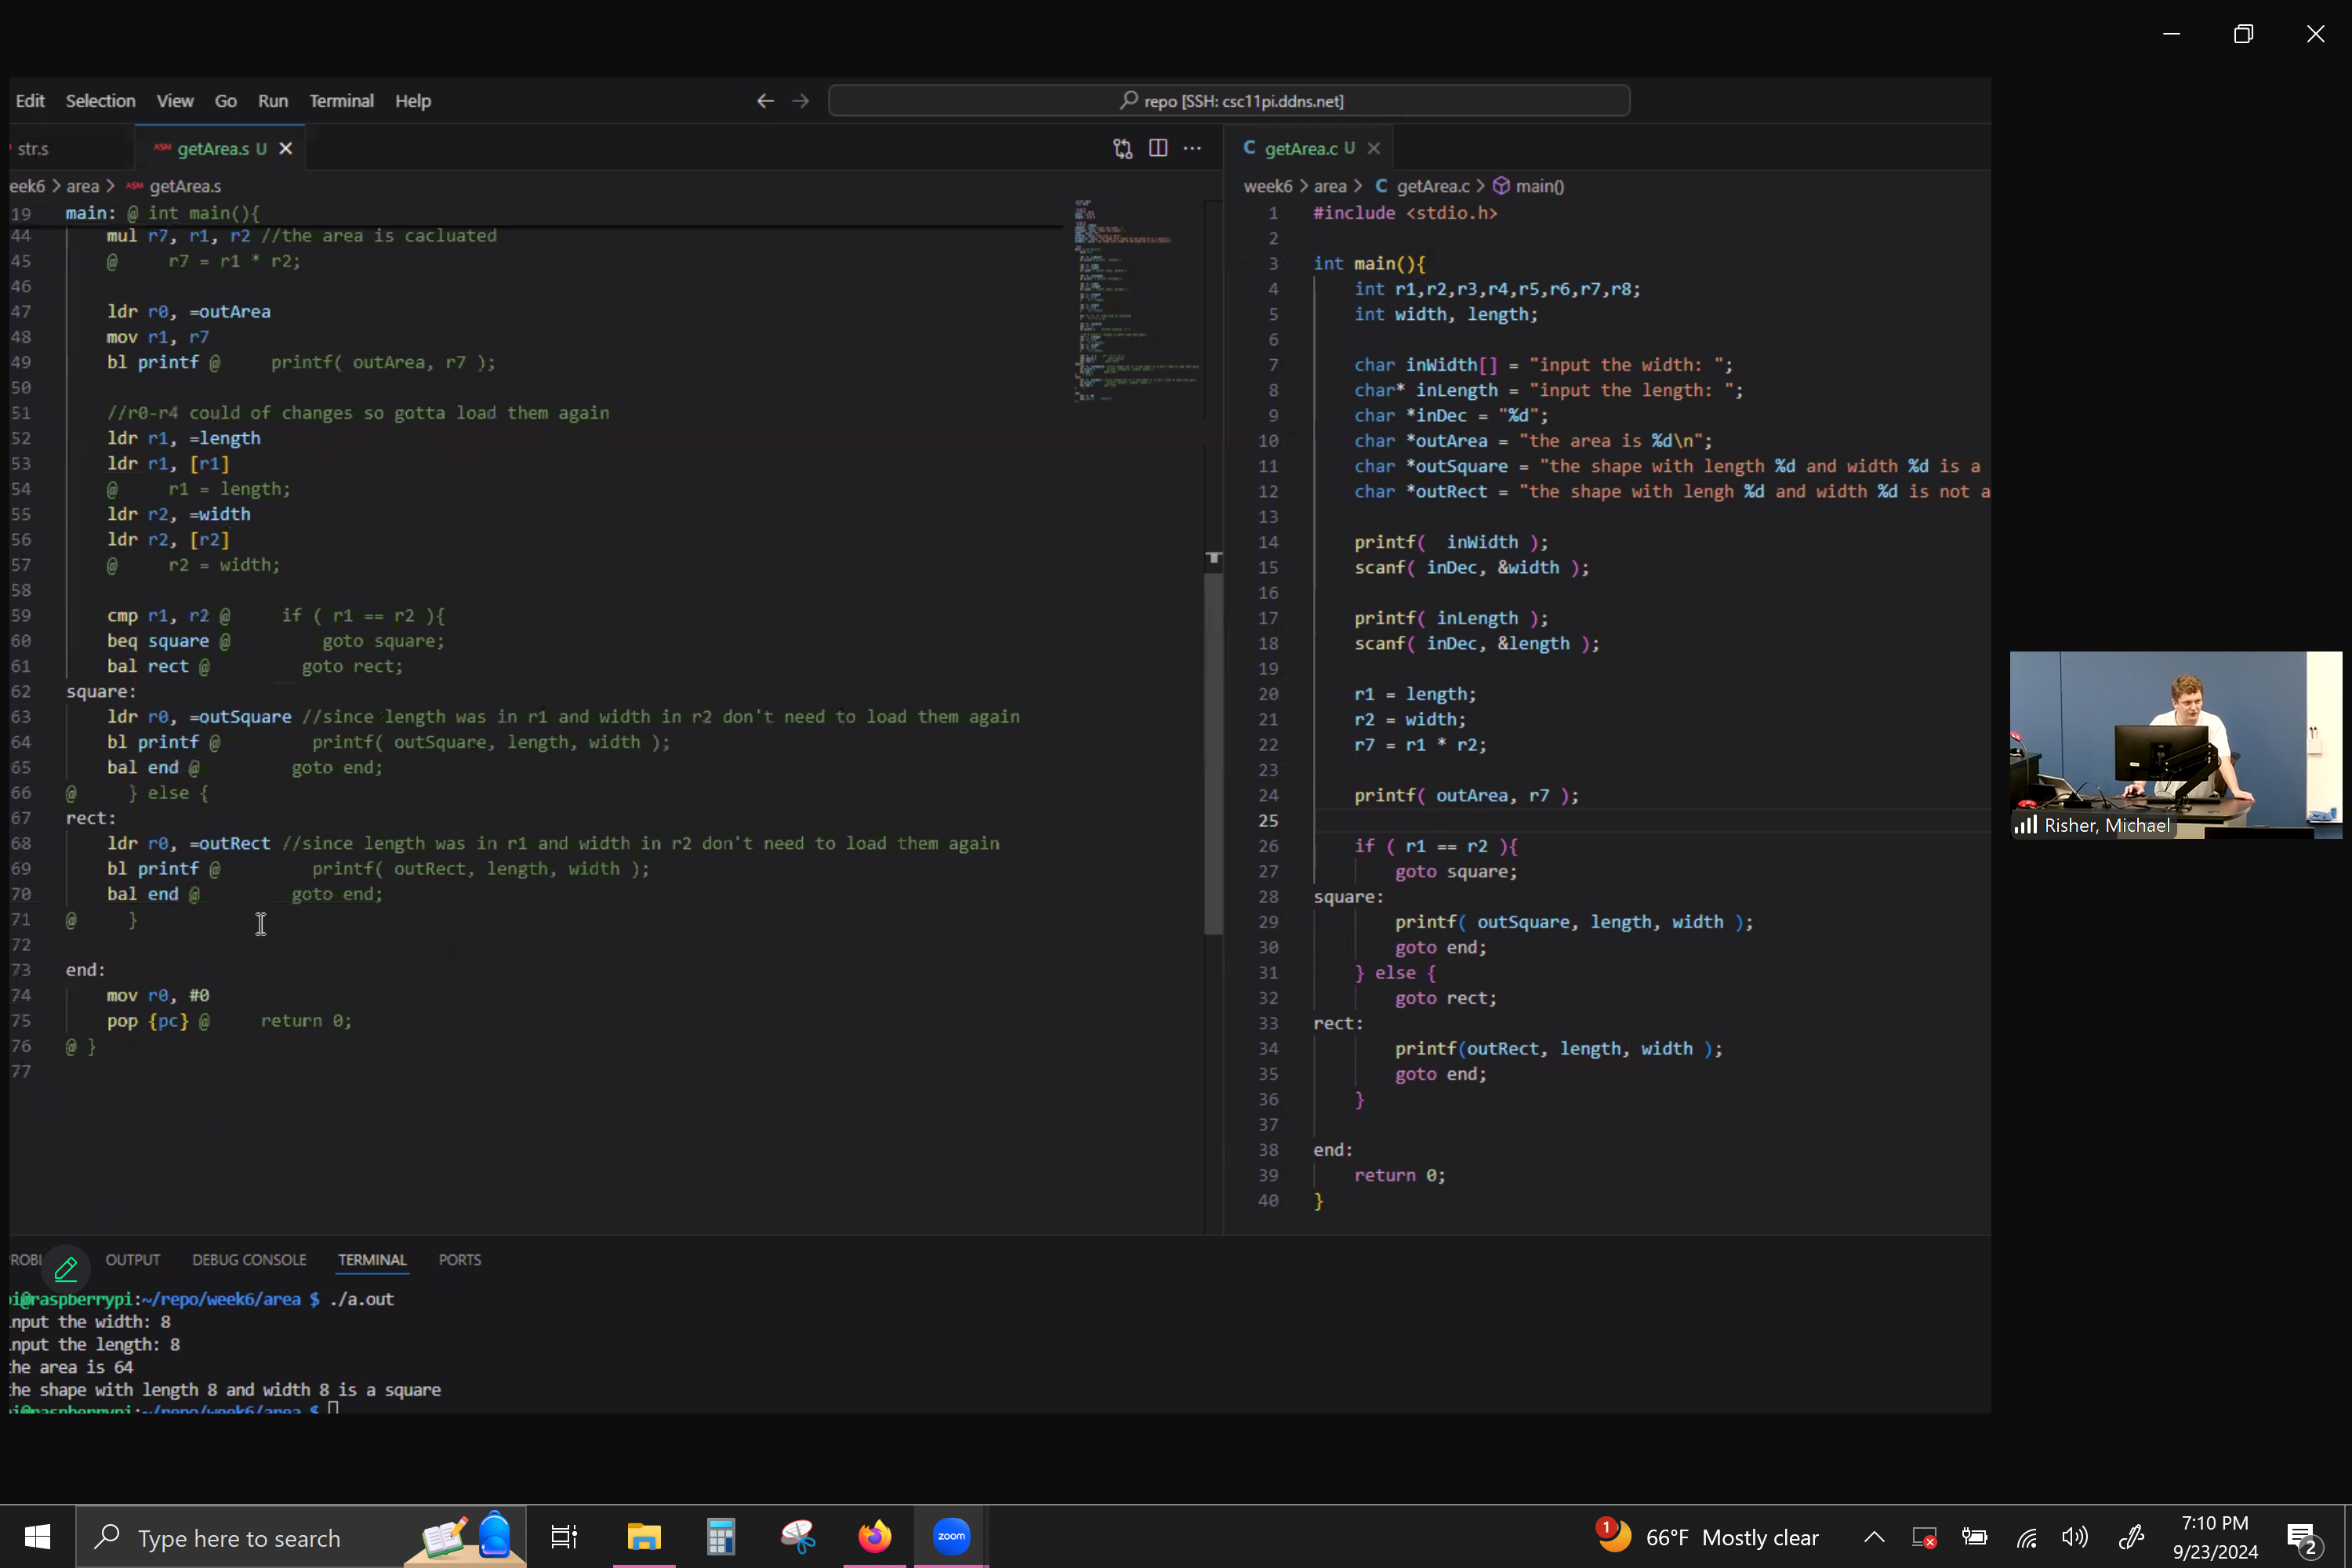 Edit Selection View Go Run Terminal Help
repo [SSH: csc11pi.ddns.net]
str.s
ASM getArea.s U
eek6 > area > ASM getArea.s
19 main: @ int main(){
44 mul r7, r1, r2 //the area is cacluated
45 @ r7 = r1 * r2;
46
47 ldr r0, =outArea
48 mov r1, r7
49 bl printf @ printf( outArea, r7 );
50
51 //r0-r4 could of changes so gotta load them again
52 ldr r1, =length
53 ldr r1, [r1]
54 @ r1 = length;
55 ldr r2, =width
56 ldr r2, [r2]
57 @ r2 = width;
58
59 cmp r1, r2 @ if ( r1 == r2 ){
60 beq square @ goto square;
61 bal rect @ goto rect;
62 square:
63 ldr r0, =outSquare //since length was in r1 and width in r2 don't need to load them again
64 bl printf @ printf( outSquare, length, width );
65 bal end @ goto end;
66 @ } else {
67 rect:
68 ldr r0, =outRect //since length was in r1 and width in r2 don't need to load them again
69 bl printf @ printf( outRect, length, width );
70 bal end @ goto end;
71 @ }
72
73 end:
74 mov r0, #0
75 pop {pc} @ return 0;
76 @ }
77
C getArea.c U
week6 > area > C getArea.c > main()
1 #include <stdio.h>
2
3 int main(){
4 int r1,r2,r3,r4,r5,r6,r7,r8;
5 int width, length;
6
7 char inWidth[] = "input the width: ";
8 char* inLength = "input the length: ";
9 char *inDec = "%d";
10 char *outArea = "the area is %d\n";
11 char *outSquare = "the shape with length %d and width %d is a
12 char *outRect = "the shape with lengh %d and width %d is not a
13
14 printf( inWidth );
15 scanf( inDec, &width );
16
17 printf( inLength );
18 scanf( inDec, &length );
19
20 r1 = length;
21 r2 = width;
22 r7 = r1 * r2;
23
24 printf( outArea, r7 );
25
26 if ( r1 == r2 ){
27 goto square;
28 square:
29 printf( outSquare, length, width );
30 goto end;
31 } else {
32 goto rect;
33 rect:
34 printf(outRect, length, width );
35 goto end;
36 }
37
38 end:
39 return 0;
40 }
Risher, Michael
ROBL OUTPUT DEBUG CONSOLE TERMINAL PORTS
pi@raspberrypi:~/repo/week6/area $ ./a.out
input the width: 8
input the length: 8
the area is 64
the shape with length 8 and width 8 is a square
pi@raspberrypi:~/repo/week6/area $
Type here to search
zoom
1
66°F Mostly clear
7:10 PM
9/23/2024
2